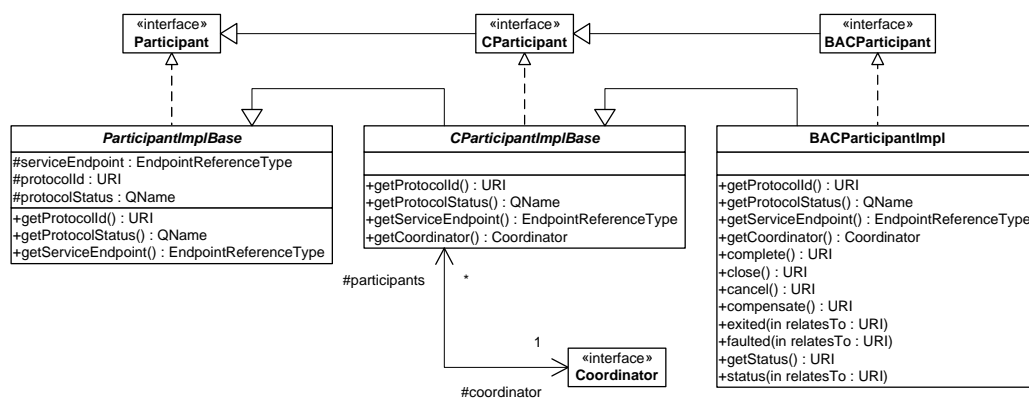 «interface»
Participant
«interface»
CParticipant
«interface»
BACParticipant
ParticipantImplBase
#serviceEndpoint : EndpointReferenceType
#protocolId : URI
#protocolStatus : QName
+getProtocolId() : URI
+getProtocolStatus() : QName
+getServiceEndpoint() : EndpointReferenceType
CParticipantImplBase
+getProtocolId() : URI
+getProtocolStatus() : QName
+getServiceEndpoint() : EndpointReferenceType
+getCoordinator() : Coordinator
BACParticipantImpl
+getProtocolId() : URI
+getProtocolStatus() : QName
+getServiceEndpoint() : EndpointReferenceType
+getCoordinator() : Coordinator
+complete() : URI
+close() : URI
+cancel() : URI
+compensate() : URI
+exited(in relatesTo : URI)
+faulted(in relatesTo : URI)
+getStatus() : URI
+status(in relatesTo : URI)
#participants
*
1
#coordinator
«interface»
Coordinator